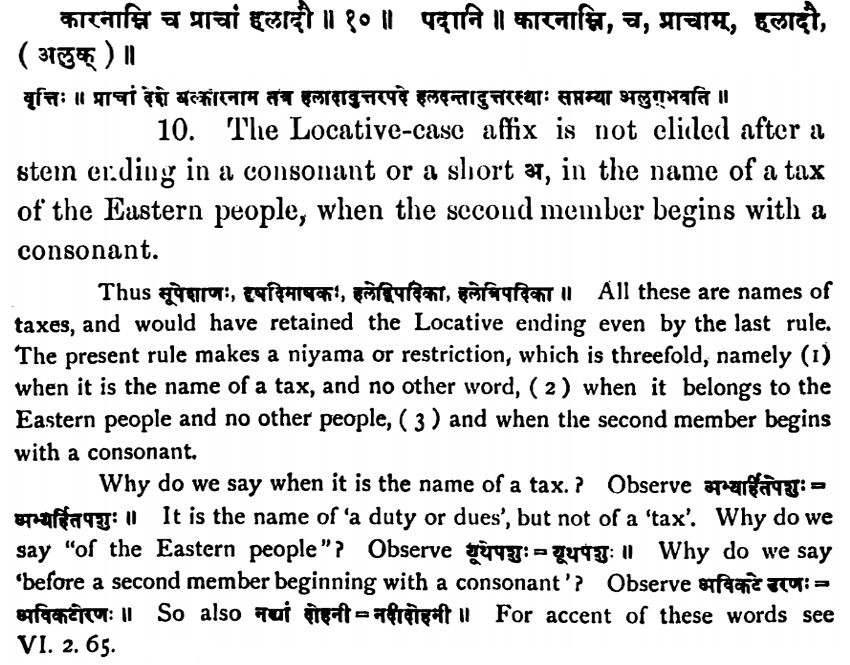 कारनाम्नि च प्राचां हलादौ ॥ १० ॥ पदानि ॥ कारनाम्नि, च, प्राचाम्, हलादौ,
( अलुक् ) ॥
वृत्तिः ॥ प्राचां देशे यत्कारनाम तत्र हलादावुत्तरपदे हलदन्तादुत्तरस्याः सप्तम्या अलुग्भवति ॥
10. The Locative-case affix is not elided after a
stem ending in a consonant or a short अ, in the name of a tax
of the Eastern people, when the second member begins with a
consonant.
Thus सूपेशाणः, दृषदिमाषकः, हलेद्विपदिका, हलेत्रिपदिका ॥ All these are names of
taxes, and would have retained the Locative ending even by the last rule.
The present rule makes a niyama or restriction, which is threefold, namely (1)
when it is the name of a tax, and no other word, ( 2 ) when it belongs to the
Eastern people and no other people, ( 3 ) and when the second member begins
with a consonant.
Why do we say when it is the name of a tax. ? Observe अभ्यर्हितपशुः =
अभ्यर्हितपशुः ॥ It is the name of 'a duty or dues', but not of a 'tax'. Why do we
say "of the Eastern people"? Observe यूथेपशुः = यूथपशुः ॥ Why do we say
'before a second member beginning with a consonant'? Observe अविकटे उरणः =
अविकटोरणः ॥ So also नद्यां दोहनी = नदीदोहनी ॥ For accent of these words see
VI. 2. 65.